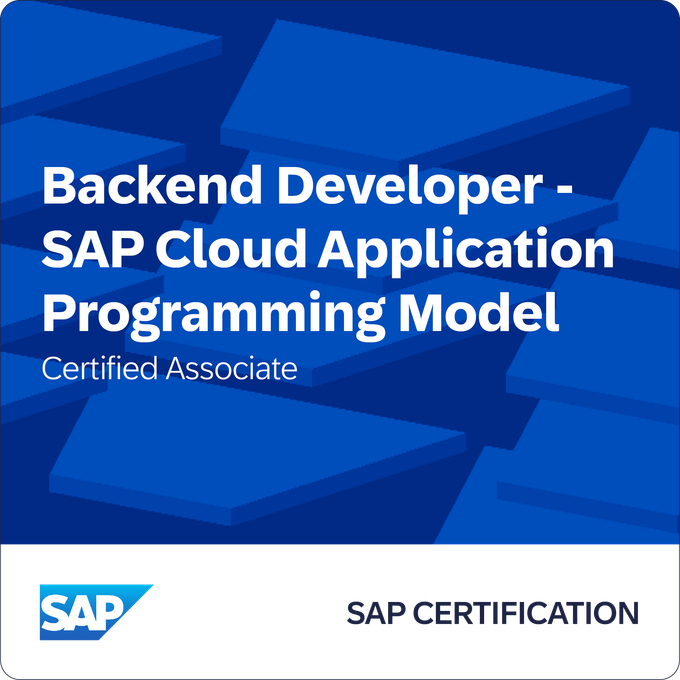 Backend Developer -
SAP Cloud Application
Programming Model
Certified Associate
SAP
SAP CERTIFICATION